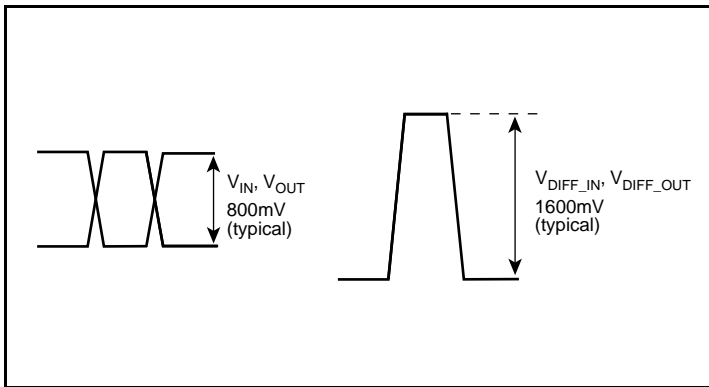 V_IN, V_OUT
800mV
(typical)
V_DIFF_IN, V_DIFF_OUT
1600mV
(typical)